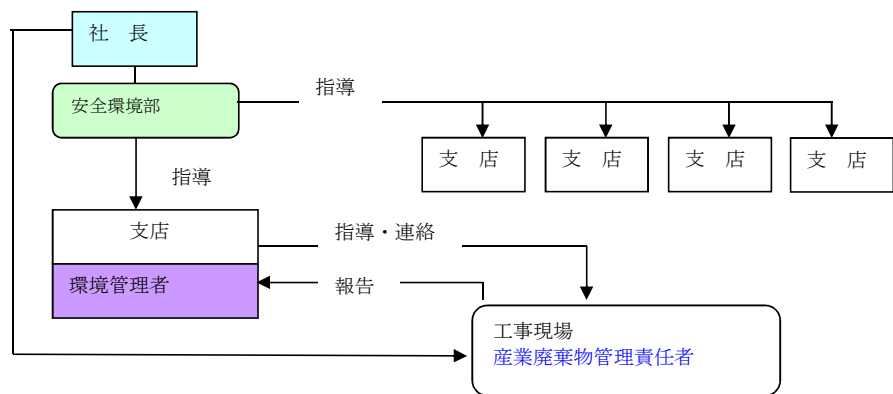 社　長
安全環境部
指導
支　店
支　店
支　店
支　店
指導
支店
指導・連絡
環境管理者
報告
工事現場
産業廃棄物管理責任者